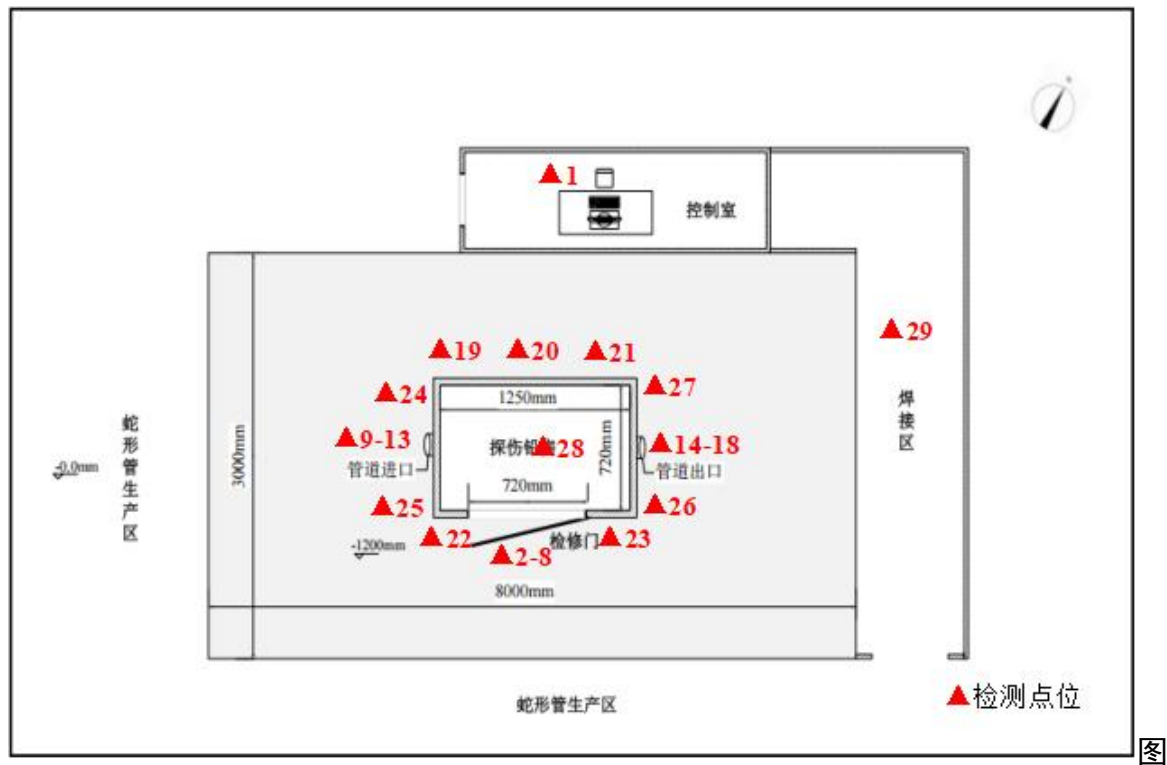 ▲1
控制室
▲29
▲19
▲20
▲21
▲24
▲27
1250mm
焊接区
蛇形管生产区
-0.0mm
3000mm
▲9-13
探伤铅
▲28
720mm
▲14-18
管道进口
管道出口
720mm
▲25
▲26
▲22
检修门
▲23
-1200mm
▲2-8
8000mm
蛇形管生产区
▲检测点位
图